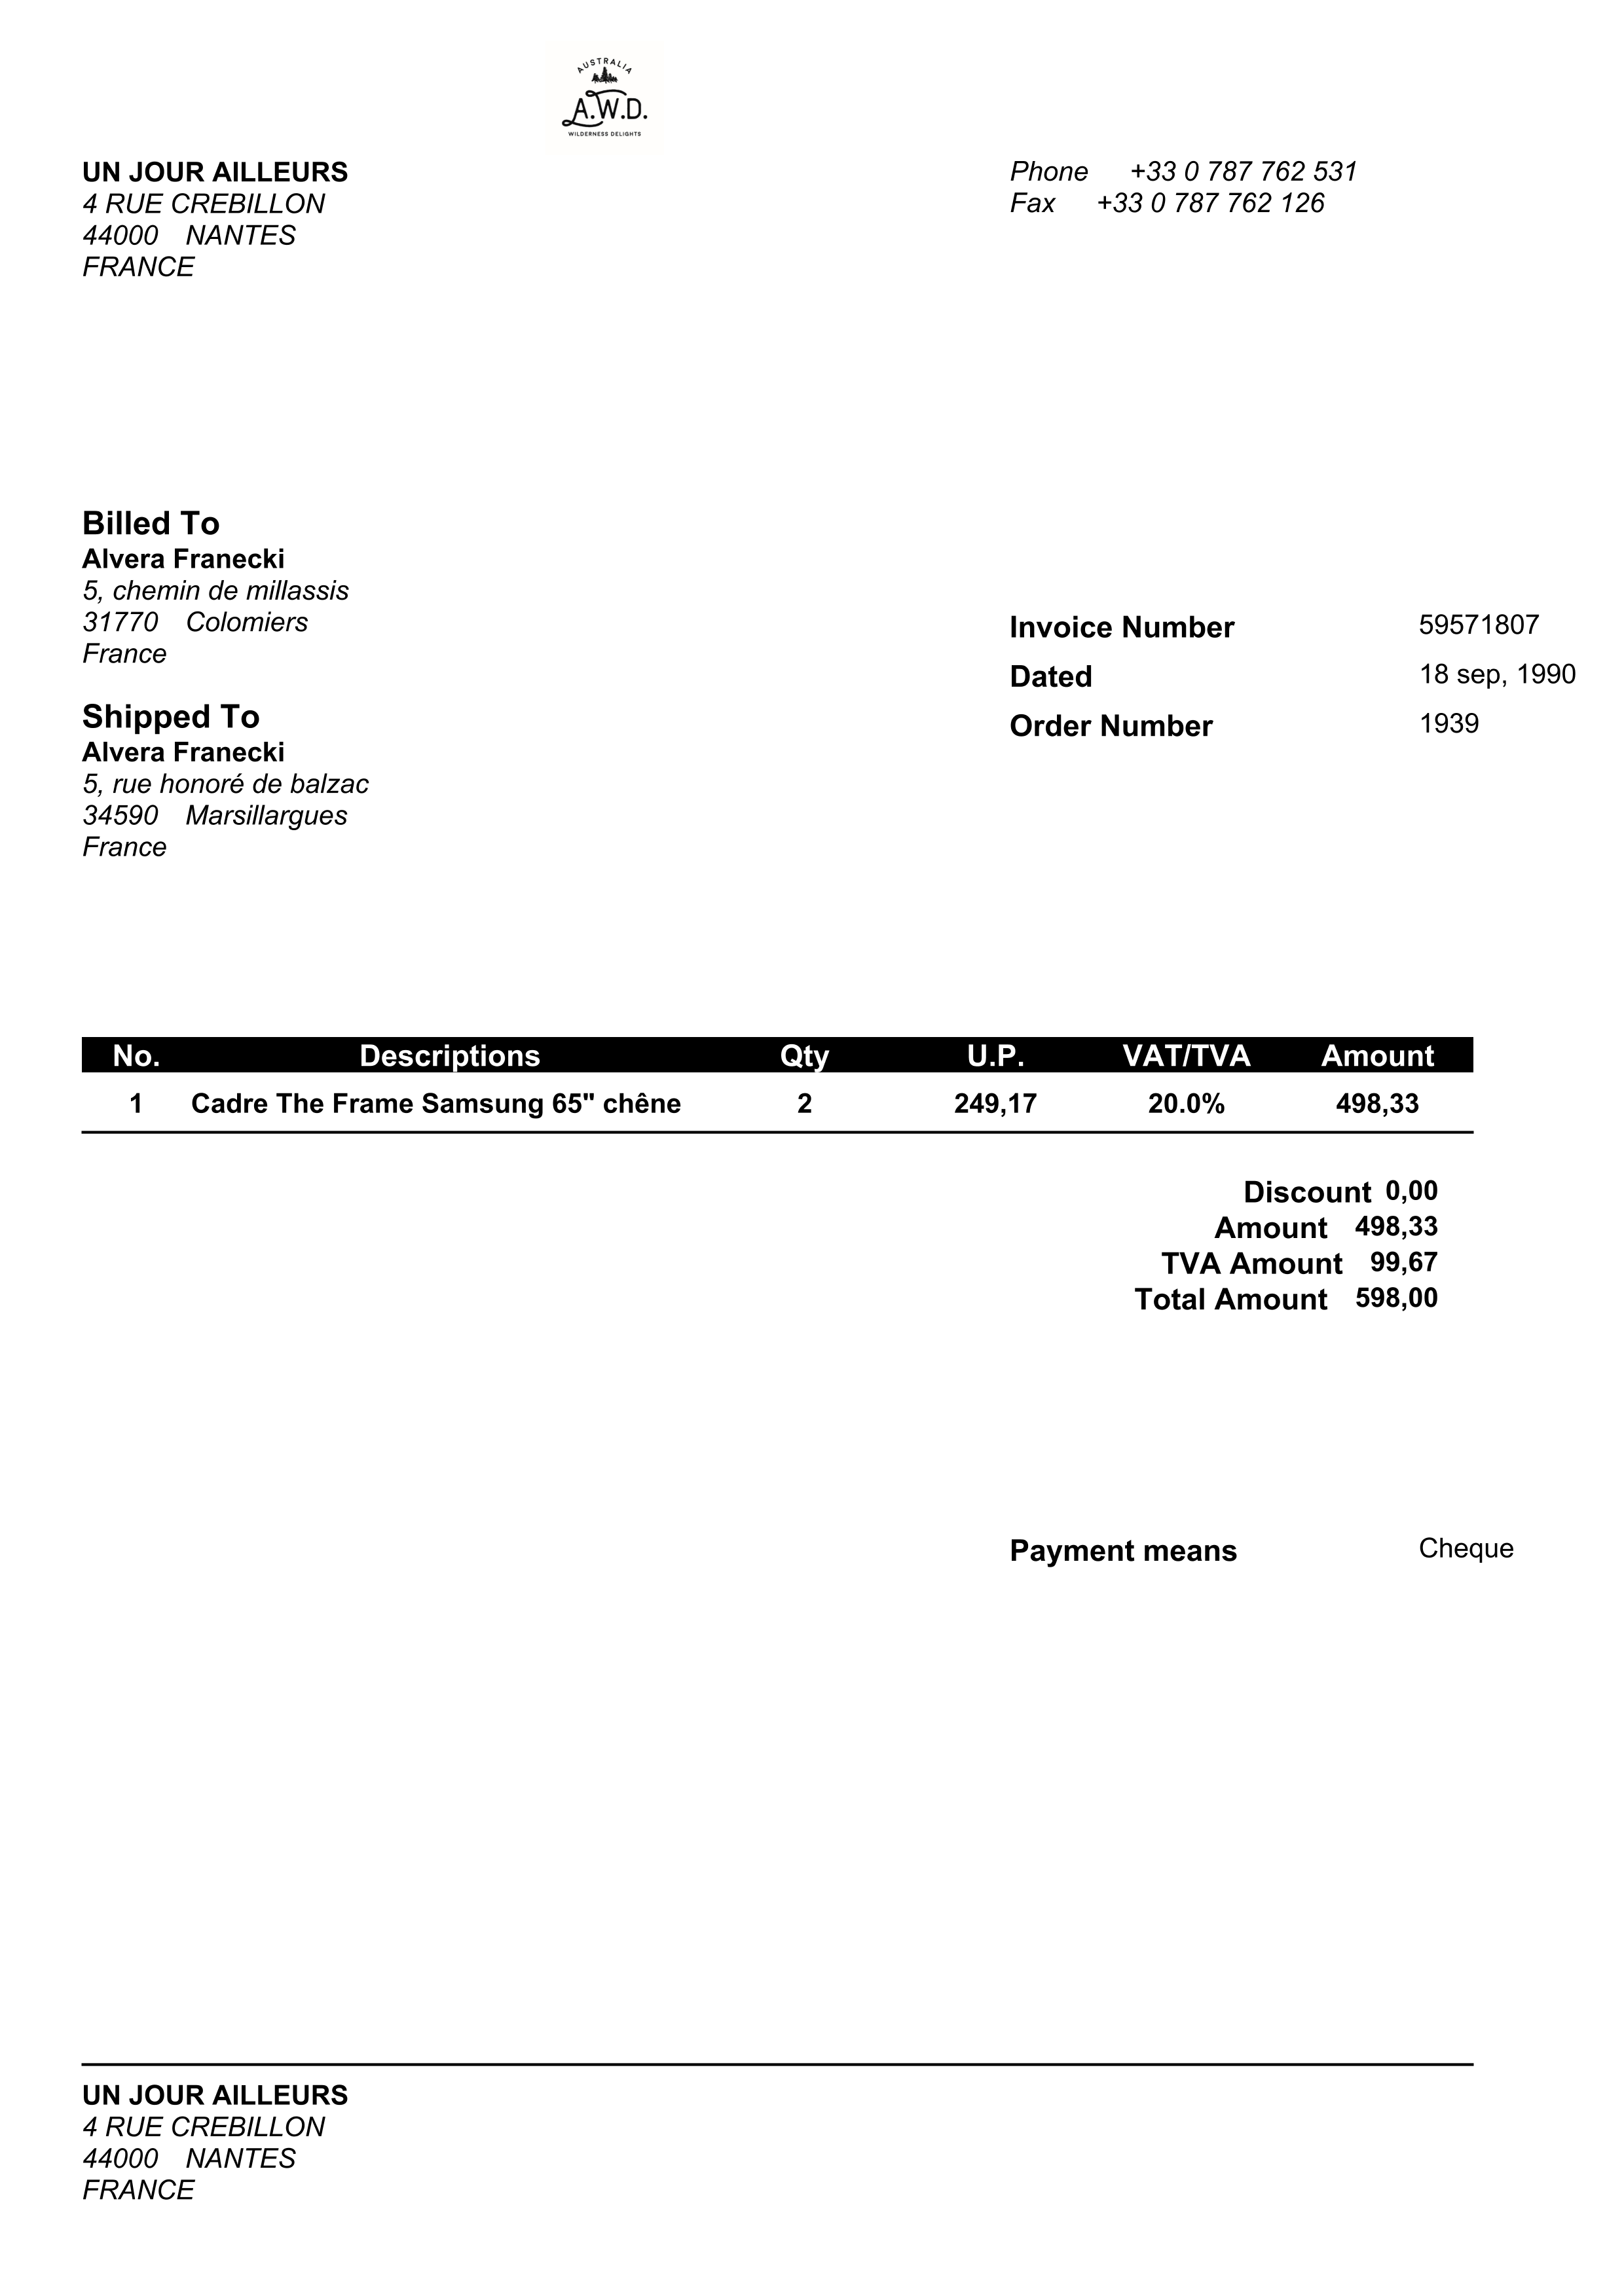 AUSTRALIA
A.W.D.
WILDERNESS DELIGHTS
UN JOUR AILLEURS
4 RUE CREBILLON
44000 NANTES
FRANCE
Phone +33 0 787 762 531
Fax +33 0 787 762 126
Billed To
Alvera Franecki
5, chemin de millassis
31770 Colomiers
France
Invoice Number 59571807
Dated 18 sep, 1990
Order Number 1939
Shipped To
Alvera Franecki
5, rue honoré de balzac
34590 Marsillargues
France
No. Descriptions Qty U.P. VAT/TVA Amount
1 Cadre The Frame Samsung 65" chêne 2 249,17 20.0% 498,33
Discount 0,00
Amount 498,33
TVA Amount 99,67
Total Amount 598,00
Payment means Cheque
UN JOUR AILLEURS
4 RUE CREBILLON
44000 NANTES
FRANCE